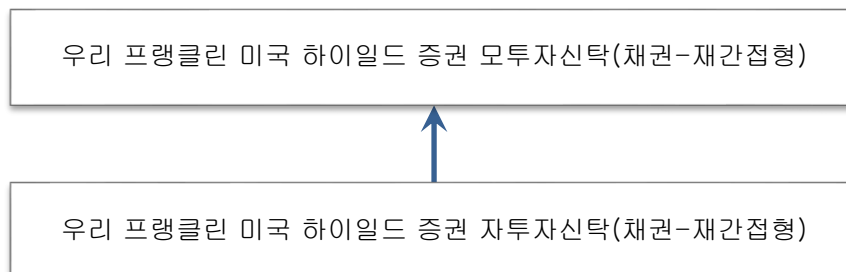 우리 프랭클린 미국 하이일드 증권 모투자신탁(채권-재간접형)
우리 프랭클린 미국 하이일드 증권 자투자신탁(채권-재간접형)